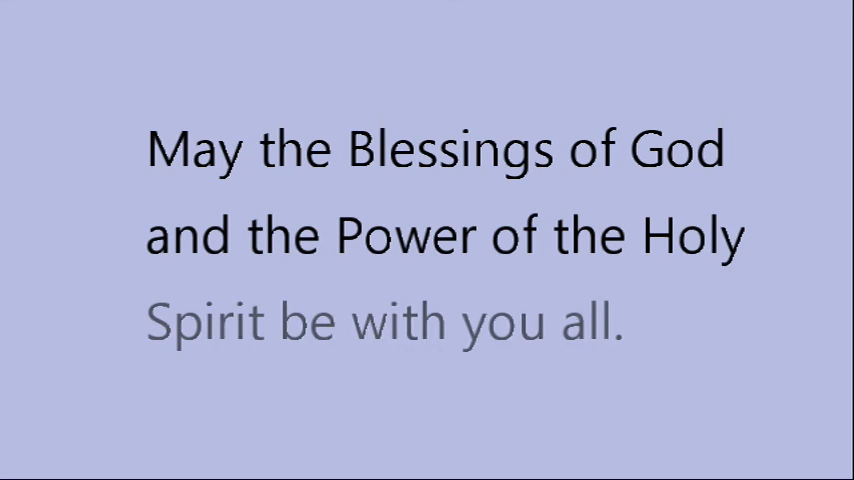 May the Blessings of God
and the Power of the Holy
Spirit be with you all.